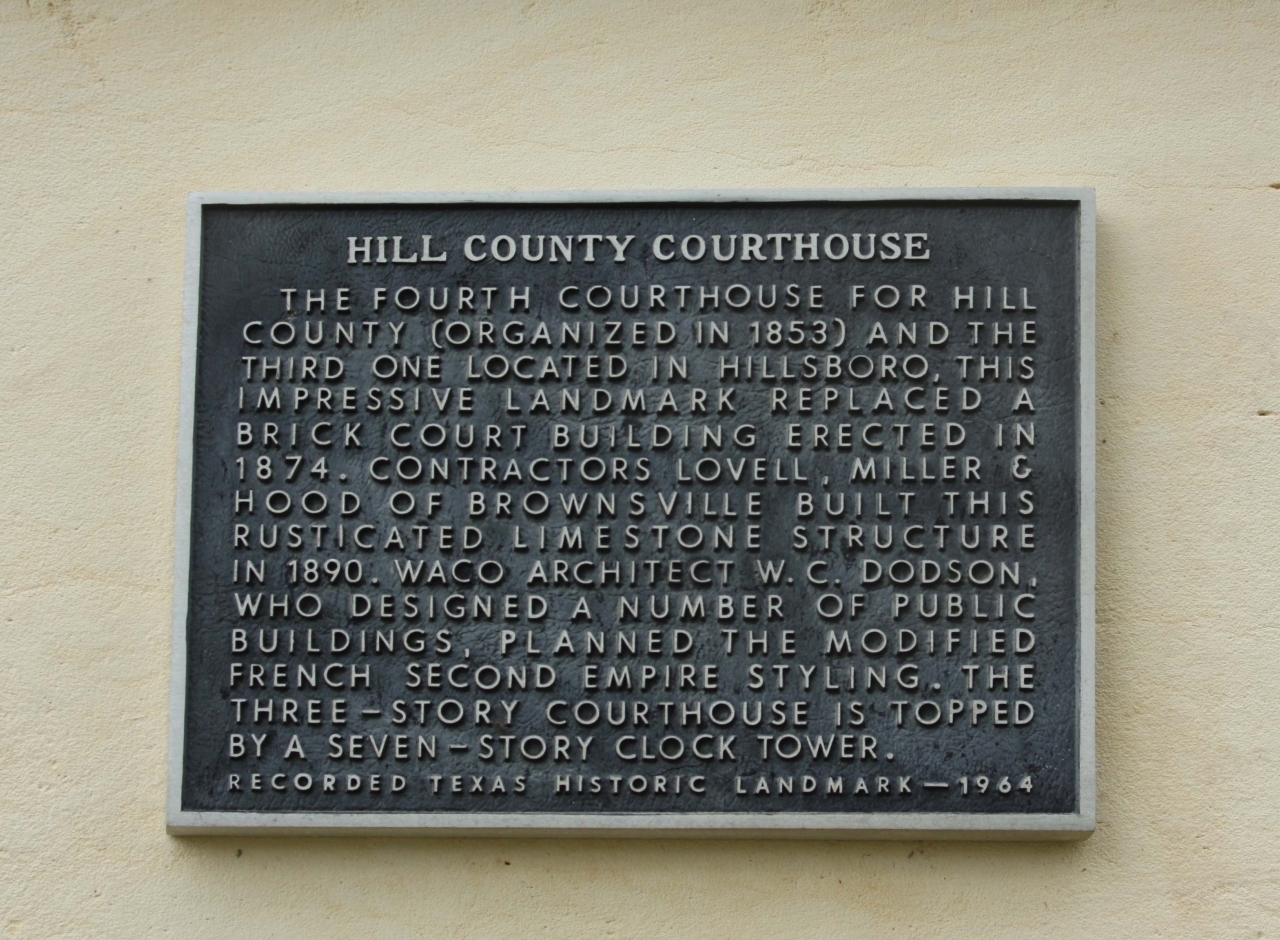 HILL COUNTY COURTHOUSE
THE FOURTH COURTHOUSE FOR HILL
COUNTY (ORGANIZED IN 1853) AND THE
THIRD ONE LOCATED IN HILLSBORO, THIS
IMPRESSIVE LANDMARK REPLACED A
BRICK COURT BUILDING ERECTED IN
1874. CONTRACTORS LOVELL, MILLER &
HOOD OF BROWNSVILLE BUILT THIS
RUSTICATED LIMESTONE STRUCTURE
IN 1890. WACO ARCHITECT W. C. DODSON,
WHO DESIGNED A NUMBER OF PUBLIC
BUILDINGS, PLANNED THE MODIFIED
FRENCH SECOND EMPIRE STYLING. THE
THREE-STORY COURTHOUSE IS TOPPED
BY A SEVEN-STORY CLOCK TOWER.
RECORDED TEXAS HISTORIC LANDMARK—1964